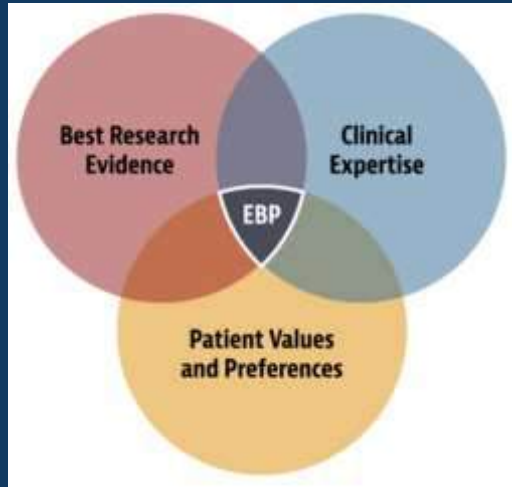 Best Research
Evidence
Clinical
Expertise
EBP
Patient Values
and Preferences